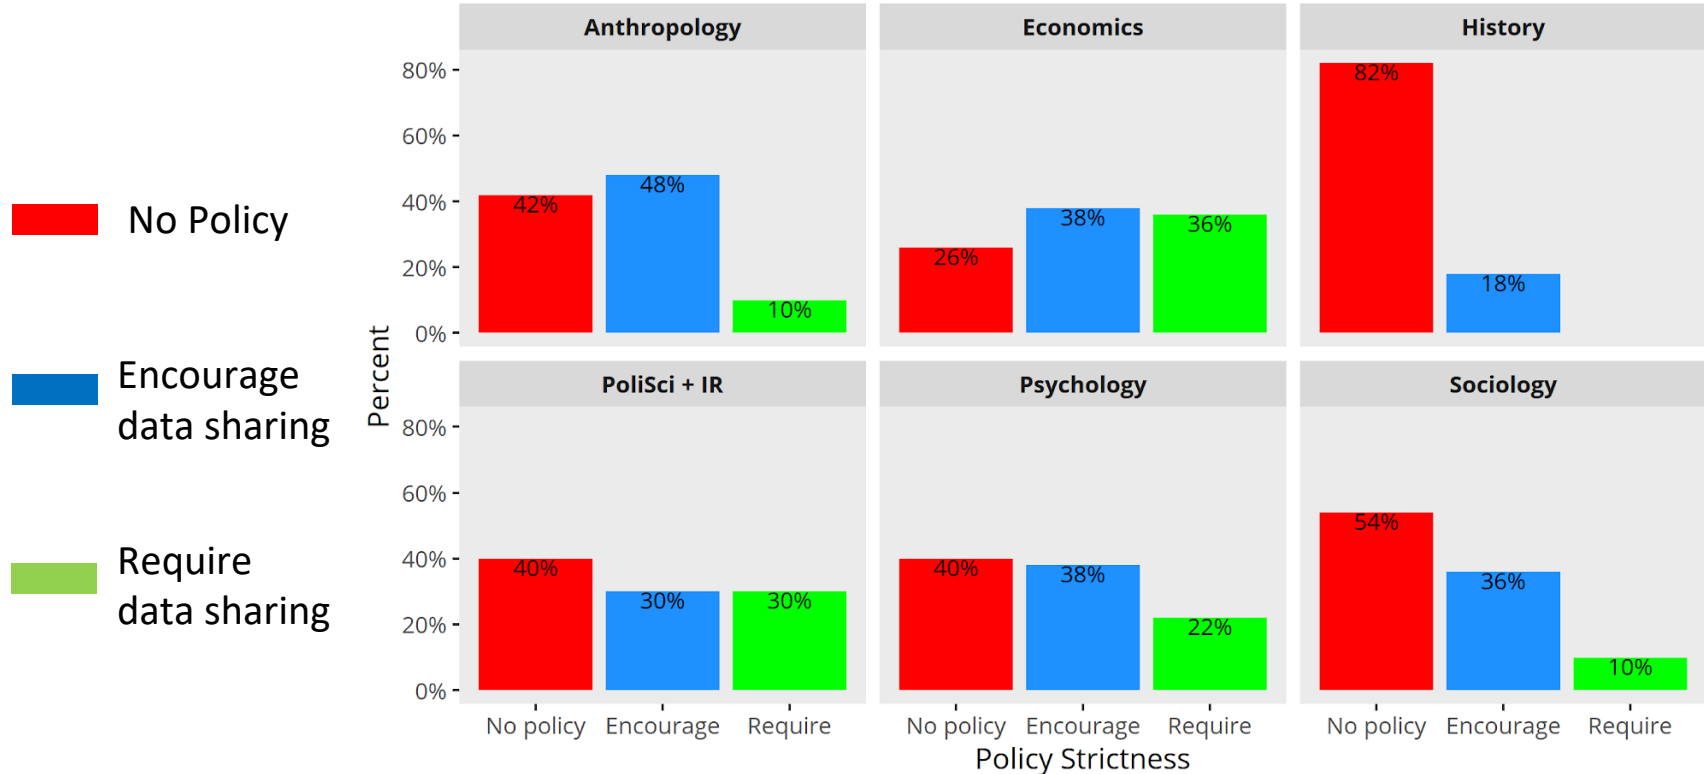 No Policy
Encourage
data sharing
Require
data sharing
Percent
Anthropology
80%
60%
40%
20%
0%
42%
48%
10%
Economics
26%
38%
36%
History
82%
18%
PoliSci + IR
80%
60%
40%
20%
0%
40%
30%
30%
No policy
Encourage
Require
Psychology
40%
38%
22%
No policy
Encourage
Require
Sociology
54%
36%
10%
No policy
Encourage
Require
Policy Strictness